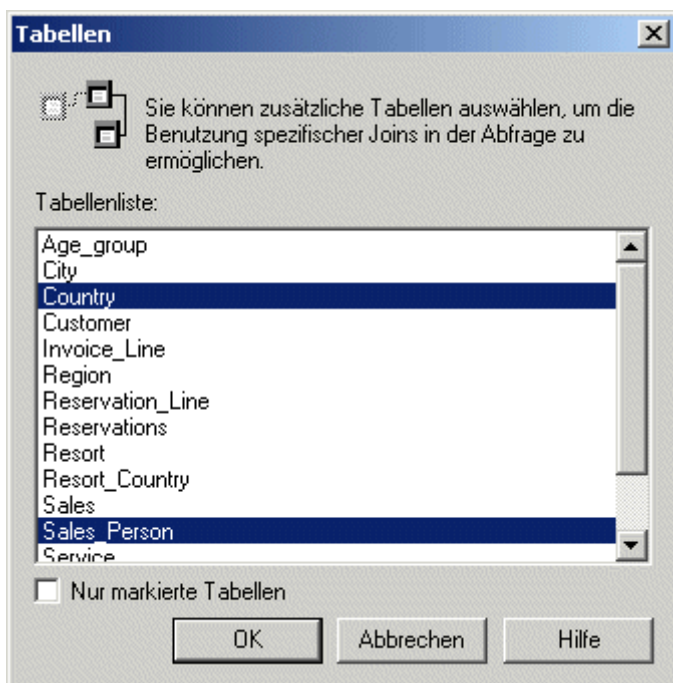 Tabellen
Sie können zusätzliche Tabellen auswählen, um die
Benutzung spezifischer Joins in der Abfrage zu
ermöglichen.
Tabellenliste:
Age_group
City
Country
Customer
Invoice_Line
Region
Reservation_Line
Reservations
Resort
Resort_Country
Sales
Sales_Person
Service
Nur markierte Tabellen
OK Abbrechen Hilfe